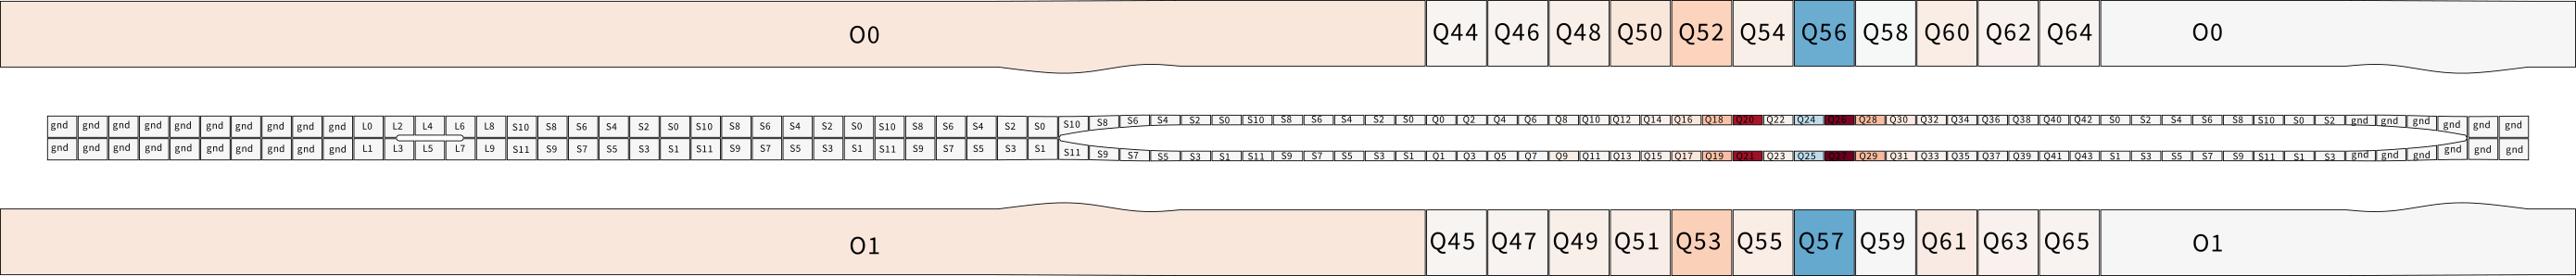 O0 Q44 Q46 Q48 Q50 Q52 Q54 Q56 Q58 Q60 Q62 Q64 O0
gnd gnd gnd gnd gnd gnd gnd gnd gnd gnd L0 L2 L4 L6 L8 S10 S8 S6 S4 S2 S0 S10 S8 S6 S4 S2 S0 S10 S8 S6 S4 S2 S0 S10 S8 S6 S4 S2 S0 S10 S8 S6 S4 S2 S0 Q0 Q2 Q4 Q6 Q8 Q10 Q12 Q14 Q16 Q18 Q20 Q22 Q24 Q26 Q28 Q30 Q32 Q34 Q36 Q38 Q40 Q42 S0 S2 S4 S6 S8 S10 S0 S2 gnd gnd gnd gnd gnd gnd
gnd gnd gnd gnd gnd gnd gnd gnd gnd gnd L1 L3 L5 L7 L9 S11 S9 S7 S5 S3 S1 S11 S9 S7 S5 S3 S1 S11 S9 S7 S5 S3 S1 S11 S9 S7 S5 S3 S1 S11 S9 S7 S5 S3 S1 Q1 Q3 Q5 Q7 Q9 Q11 Q13 Q15 Q17 Q19 Q21 Q23 Q25 Q27 Q29 Q31 Q33 Q35 Q37 Q39 Q41 Q43 S1 S3 S5 S7 S9 S11 S1 S3 gnd gnd gnd gnd gnd gnd
O1 Q45 Q47 Q49 Q51 Q53 Q55 Q57 Q59 Q61 Q63 Q65 O1